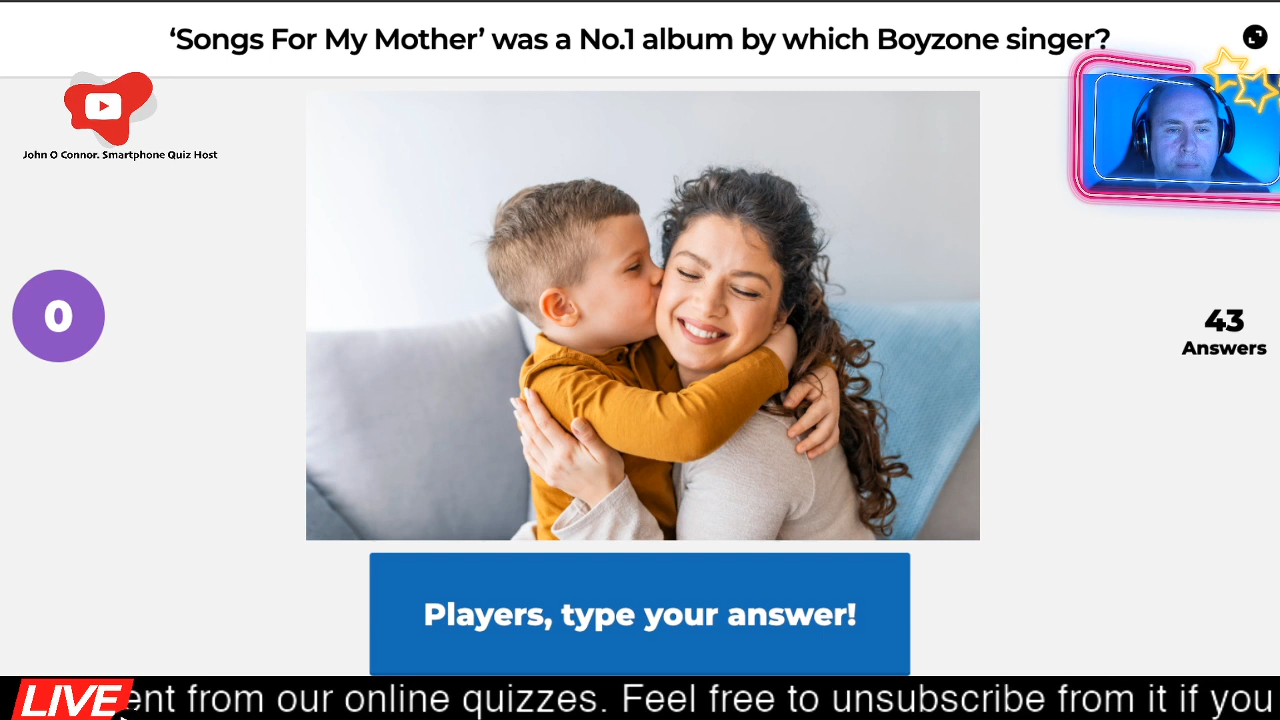 ‘Songs For My Mother’ was a No.1 album by which Boyzone singer?
John O Connor. Smartphone Quiz Host
0
43
Answers
Players, type your answer!
LIVE
ent from our online quizzes. Feel free to unsubscribe from it if you